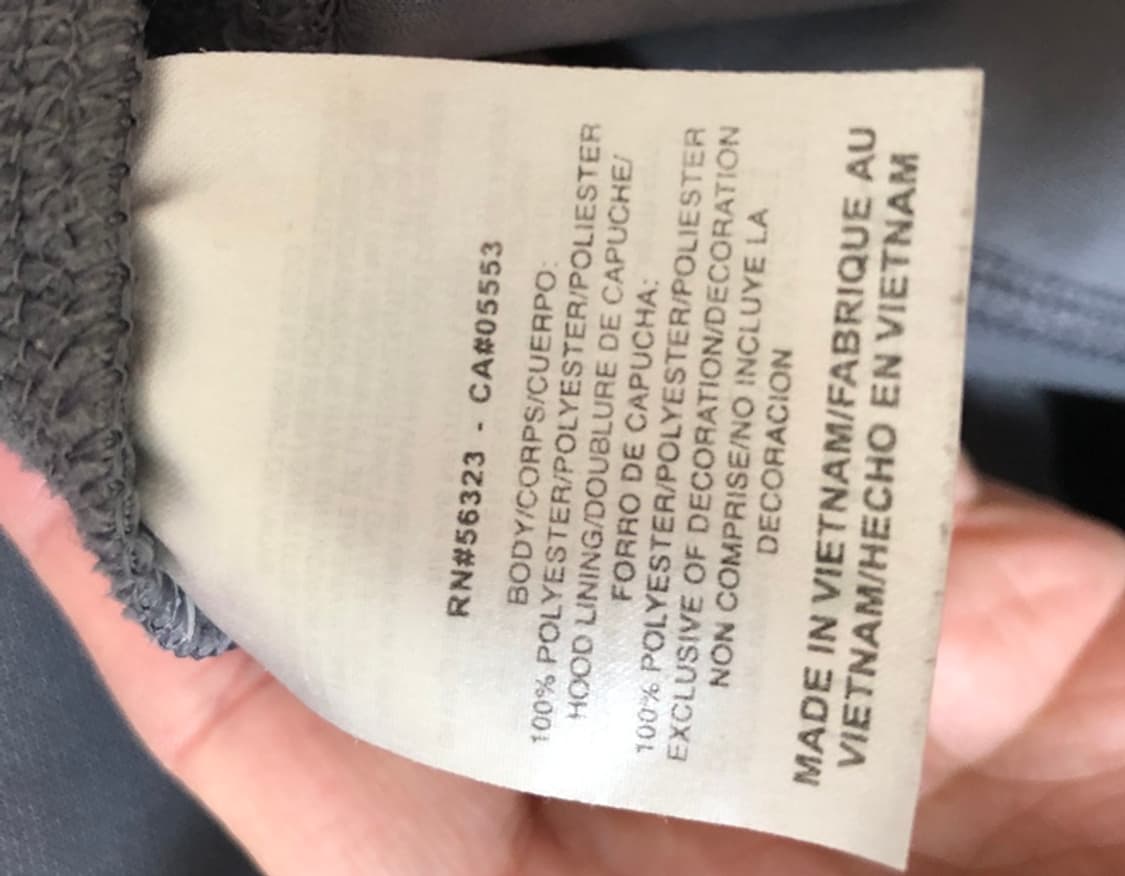 RN#56323 - CA#05553
BODY/CORPS/CUERPO:
100% POLYESTER/POLYESTER/POLIESTER
HOOD LINING/DOUBLURE DE CAPUCHE/
FORRO DE CAPUCHA:
100% POLYESTER/POLYESTER/POLIESTER
EXCLUSIVE OF DECORATION/DECORATION
NON COMPRISE/NO INCLUYE LA
DECORACION
MADE IN VIETNAM/FABRIQUE AU
VIETNAM/HECHO EN VIETNAM